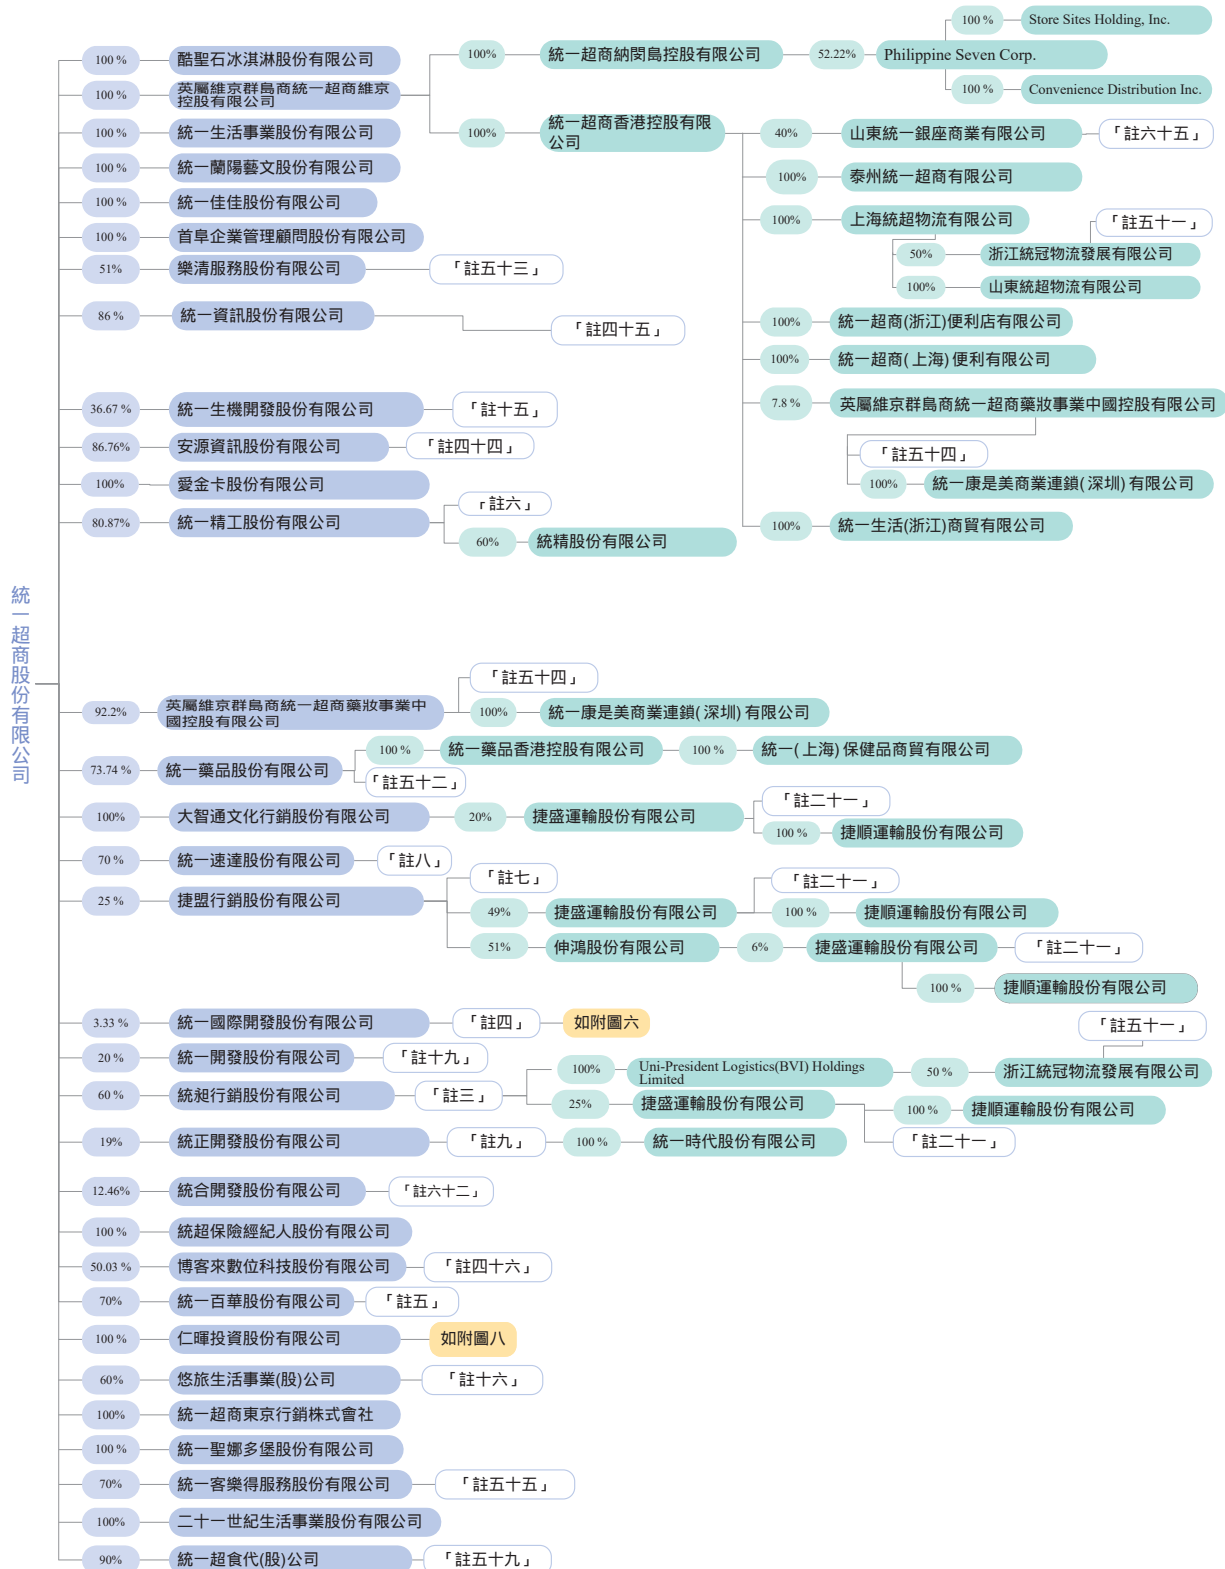 統一超商股份有限公司
100 %
酷聖石冰淇淋股份有限公司
100 %
英屬維京群島商統一超商維京
控股有限公司
100%
統一超商納閩島控股有限公司
52.22%
Philippine Seven Corp.
100 %
Store Sites Holding, Inc.
100 %
Convenience Distribution Inc.
100%
統一超商香港控股有限
公司
40%
山東統一銀座商業有限公司
「註六十五」
100%
泰州統一超商有限公司
100%
上海統超物流有限公司
「註五十一」
50%
浙江統冠物流發展有限公司
100%
山東統超物流有限公司
100%
統一超商(浙江)便利店有限公司
100%
統一超商(上海)便利有限公司
7.8 %
英屬維京群島商統一超商藥妝事業中國控股有限公司
「註五十四」
100%
統一康是美商業連鎖(深圳)有限公司
100%
統一生活(浙江)商貿有限公司
100 %
統一生活事業股份有限公司
100 %
統一蘭陽藝文股份有限公司
100 %
統一佳佳股份有限公司
100 %
首阜企業管理顧問股份有限公司
51%
樂清服務股份有限公司
「註五十三」
86 %
統一資訊股份有限公司
「註四十五」
36.67 %
統一生機開發股份有限公司
「註十五」
86.76%
安源資訊股份有限公司
「註四十四」
100%
愛金卡股份有限公司
80.87%
統一精工股份有限公司
「註六」
60%
統精股份有限公司
92.2%
英屬維京群島商統一超商藥妝事業中
國控股有限公司
「註五十四」
100%
統一康是美商業連鎖(深圳)有限公司
73.74 %
統一藥品股份有限公司
100 %
統一藥品香港控股有限公司
100 %
統一(上海)保健品商貿有限公司
「註五十二」
100%
大智通文化行銷股份有限公司
20%
捷盛運輸股份有限公司
「註二十一」
100 %
捷順運輸股份有限公司
70 %
統一速達股份有限公司
「註八」
25 %
捷盟行銷股份有限公司
「註七」
49%
捷盛運輸股份有限公司
「註二十一」
100 %
捷順運輸股份有限公司
51%
伸鴻股份有限公司
6%
捷盛運輸股份有限公司
「註二十一」
100 %
捷順運輸股份有限公司
3.33 %
統一國際開發股份有限公司
「註四」
如附圖六
20 %
統一開發股份有限公司
「註十九」
60 %
統昶行銷股份有限公司
「註三」
100%
Uni-President Logistics(BVI) Holdings
Limited
50 %
浙江統冠物流發展有限公司
「註五十一」
25%
捷盛運輸股份有限公司
100 %
捷順運輸股份有限公司
「註二十一」
19%
統正開發股份有限公司
「註九」
100 %
統一時代股份有限公司
12.46%
統合開發股份有限公司
「註六十二」
100 %
統超保險經紀人股份有限公司
50.03 %
博客來數位科技股份有限公司
「註四十六」
70%
統一百華股份有限公司
「註五」
100 %
仁暉投資股份有限公司
如附圖八
60%
悠旅生活事業(股)公司
「註十六」
100%
統一超商東京行銷株式會社
100 %
統一聖娜多堡股份有限公司
70%
統一客樂得服務股份有限公司
「註五十五」
100%
二十一世紀生活事業股份有限公司
90%
統一超食代(股)公司
「註五十九」